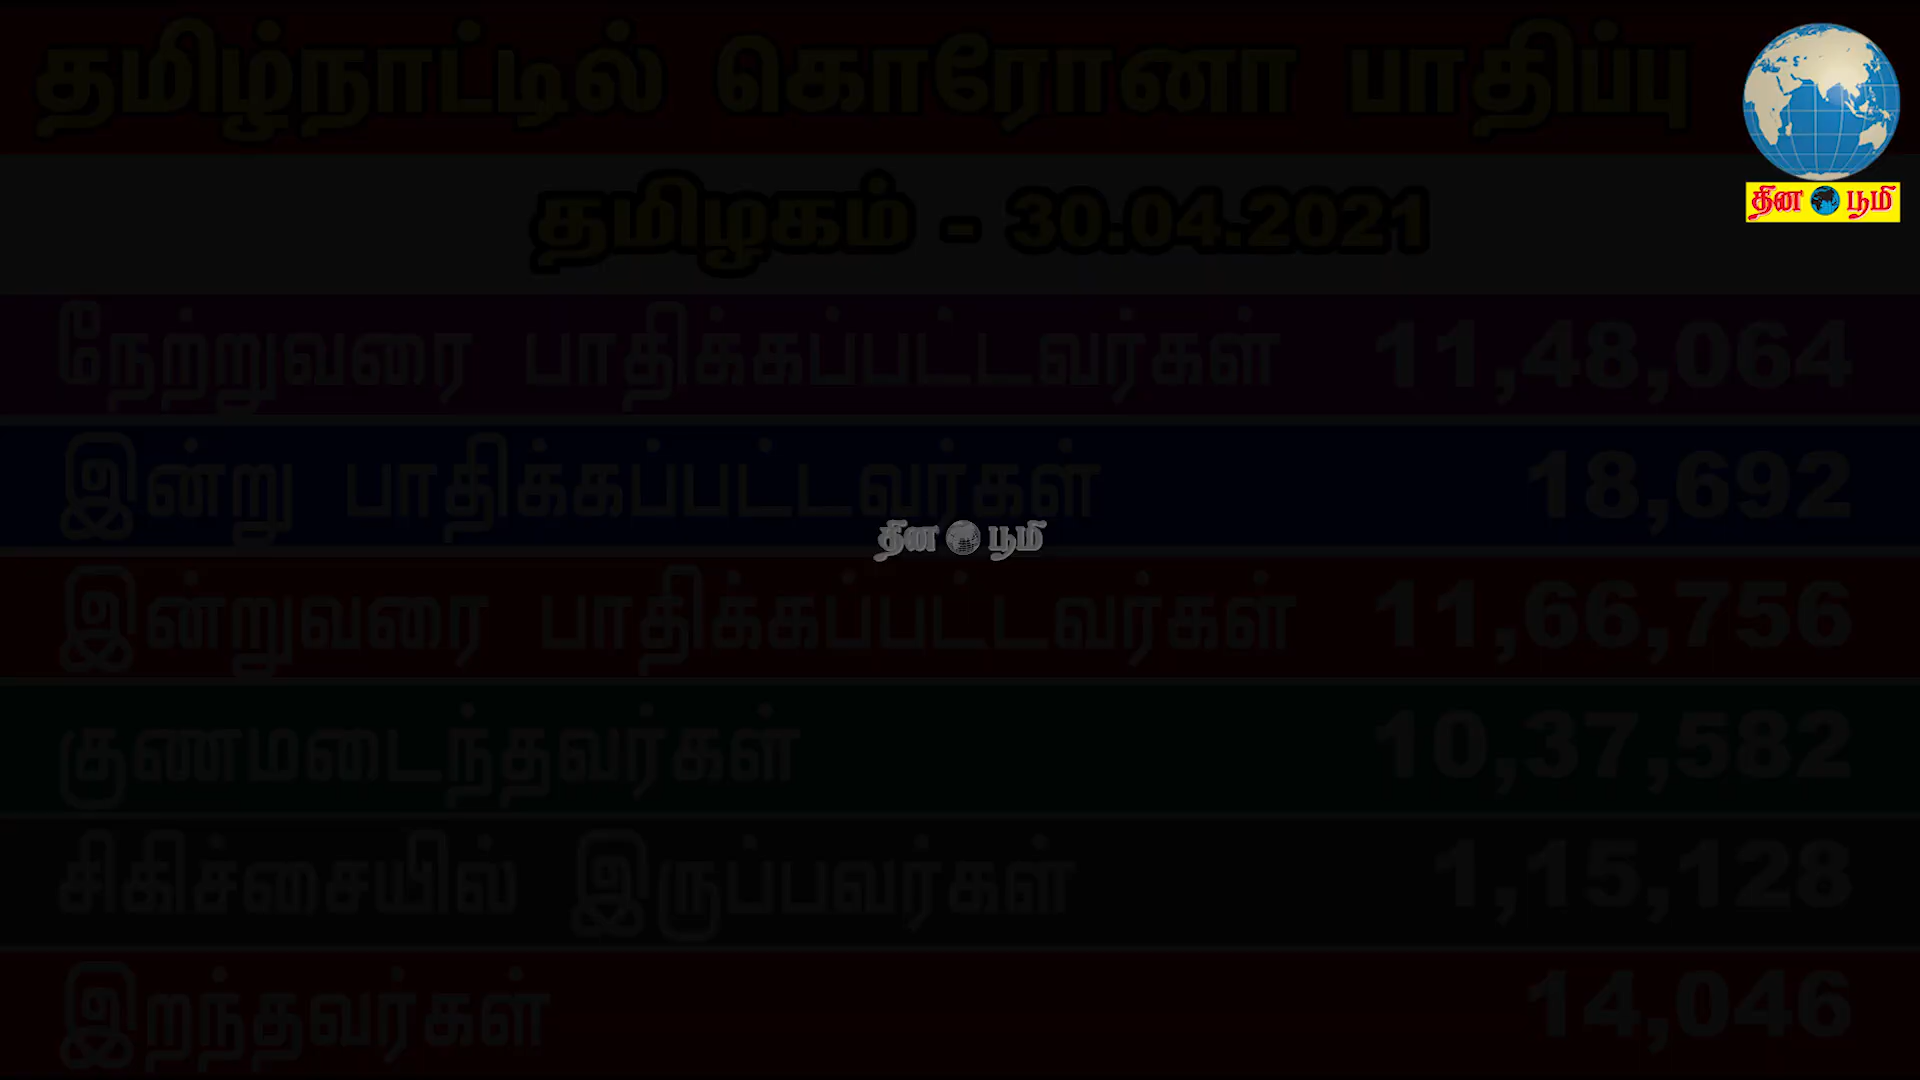 தமிழ்நாட்டில் கொரோனா பாதிப்பு
தின பூமி
தமிழகம் - 30.04.2021
நேற்றுவரை பாதிக்கப்பட்டவர்கள் 11,48,064
இன்று பாதிக்கப்பட்டவர்கள் 18,692
தின பூமி
இன்றுவரை பாதிக்கப்பட்டவர்கள் 11,66,756
குணமடைந்தவர்கள் 10,37,582
சிகிச்சையில் இருப்பவர்கள் 1,15,128
இறந்தவர்கள் 14,046